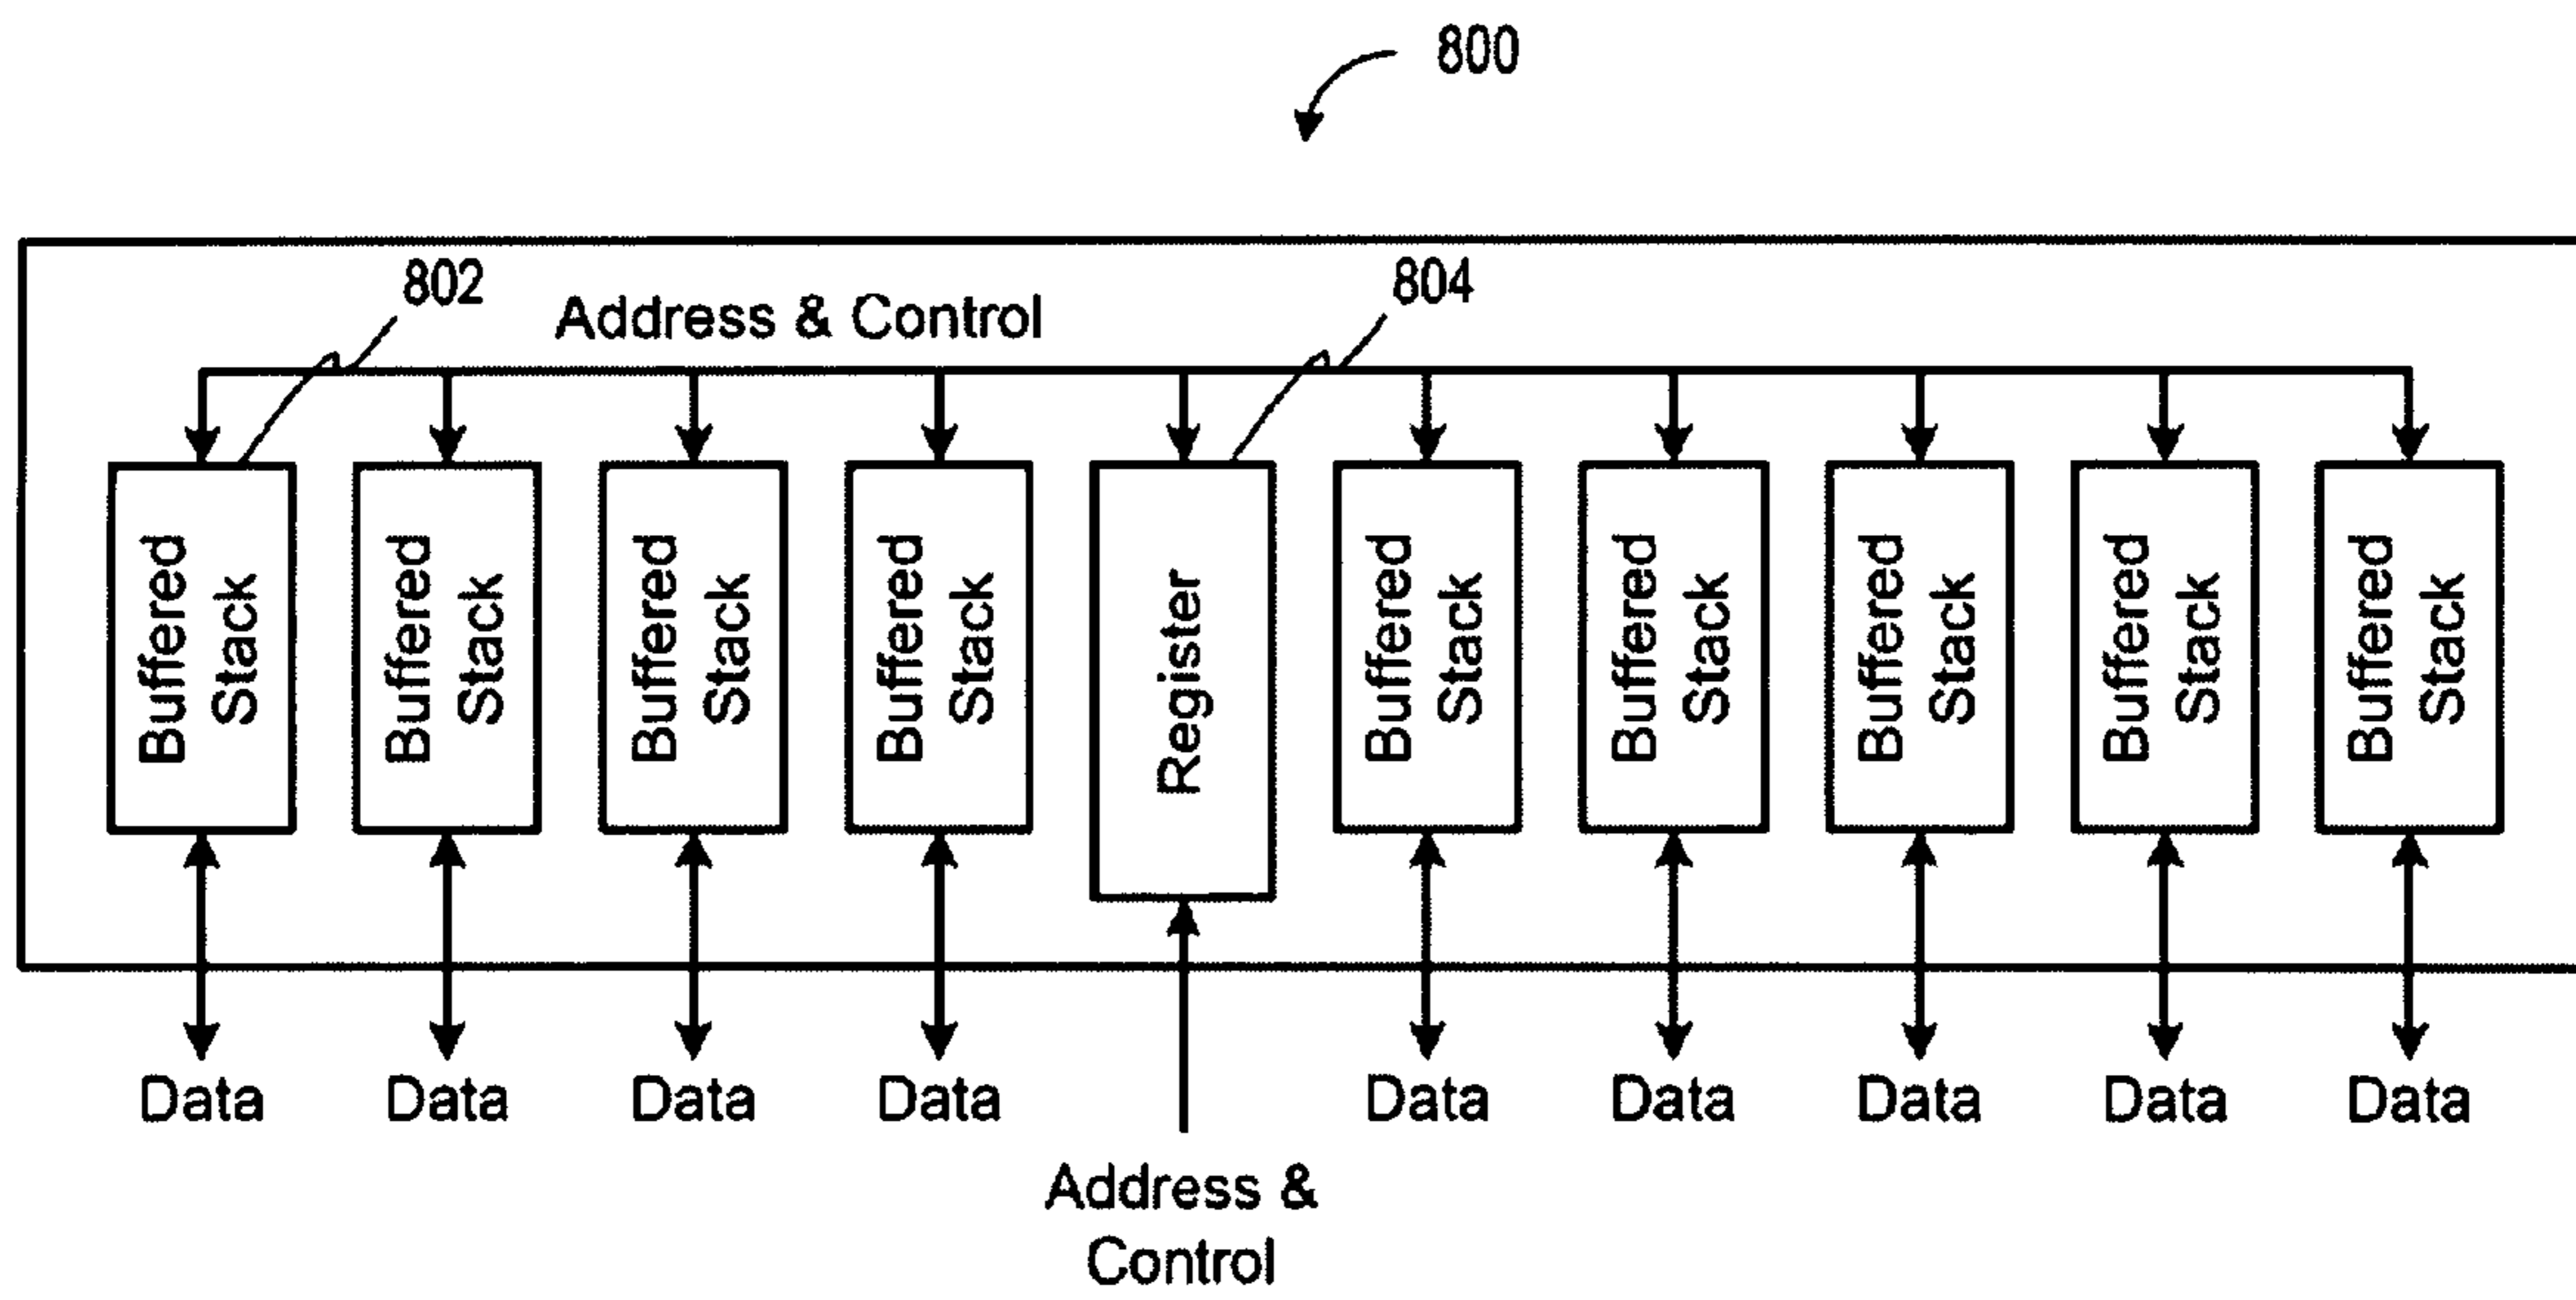 800
802
Address & Control
804
Buffered
Stack
Buffered
Stack
Buffered
Stack
Buffered
Stack
Register
Buffered
Stack
Buffered
Stack
Buffered
Stack
Buffered
Stack
Buffered
Stack
Data
Data
Data
Data
Data
Data
Data
Data
Data
Address &
Control